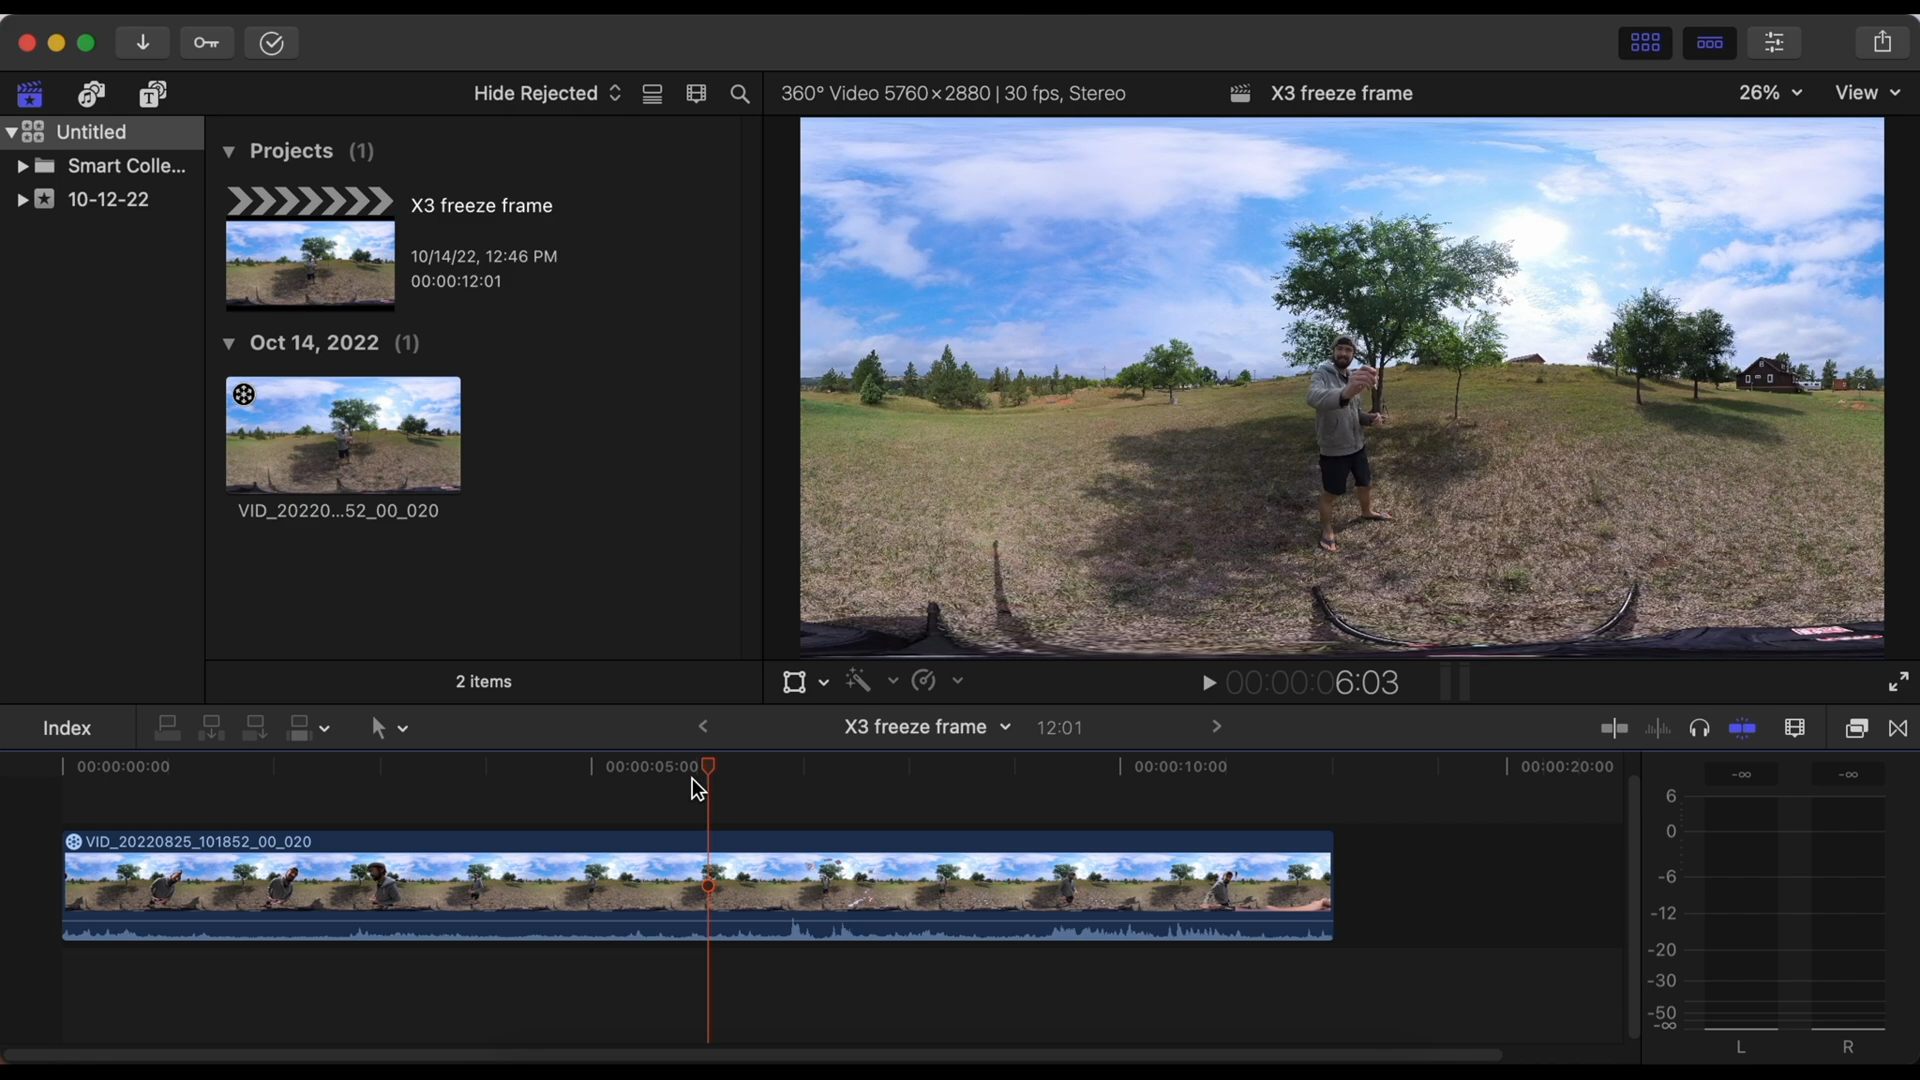 Hide Rejected
360° Video 5760×2880 | 30 fps, Stereo
X3 freeze frame
26%
View
Untitled
Smart Colle...
10-12-22
Projects (1)
X3 freeze frame
10/14/22, 12:46 PM
00:00:12:01
Oct 14, 2022 (1)
VID_20220...52_00_020
2 items
00:00:06:03
Index
X3 freeze frame
12:01
00:00:00:00
00:00:05:00
00:00:10:00
00:00:20:00
VID_20220825_101852_00_020
-∞
-∞
6
0
-6
-12
-20
-30
-50
-∞
L
R